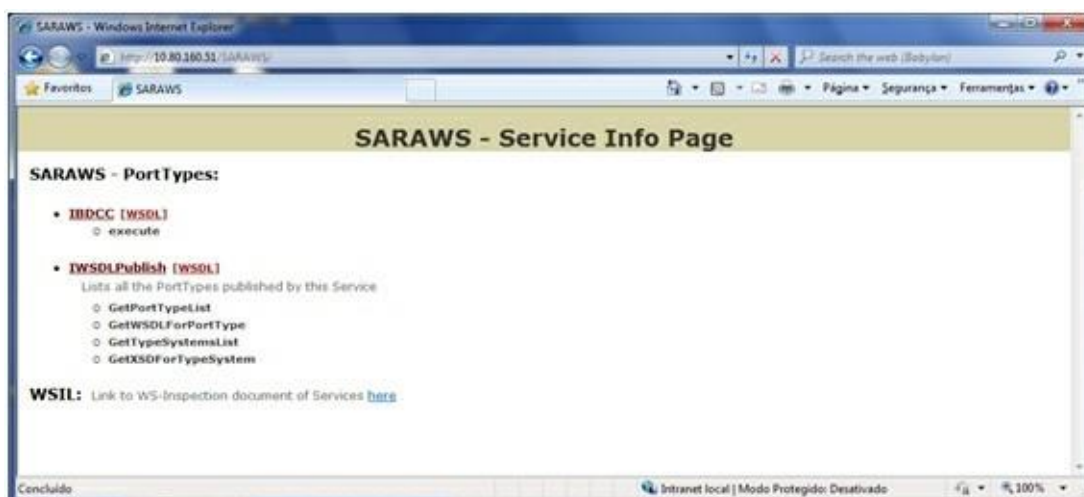 SARAWS - Windows Internet Explorer
http://10.80.160.51/SARAWS/
Search the web (Babylon)
Favoritos SARAWS Página Segurança Ferramentas
SARAWS - Service Info Page
SARAWS - PortTypes:
IBDCC [WSDL]
execute
IWSDLPublish [WSDL]
Lists all the PortTypes published by this Service
GetPortTypeList
GetWSDLForPortType
GetTypeSystemsList
GetXSDForTypeSystem
WSIL: Link to WS-Inspection document of Services here
Concluído Intranet local | Modo Protegido: Desativado 100%